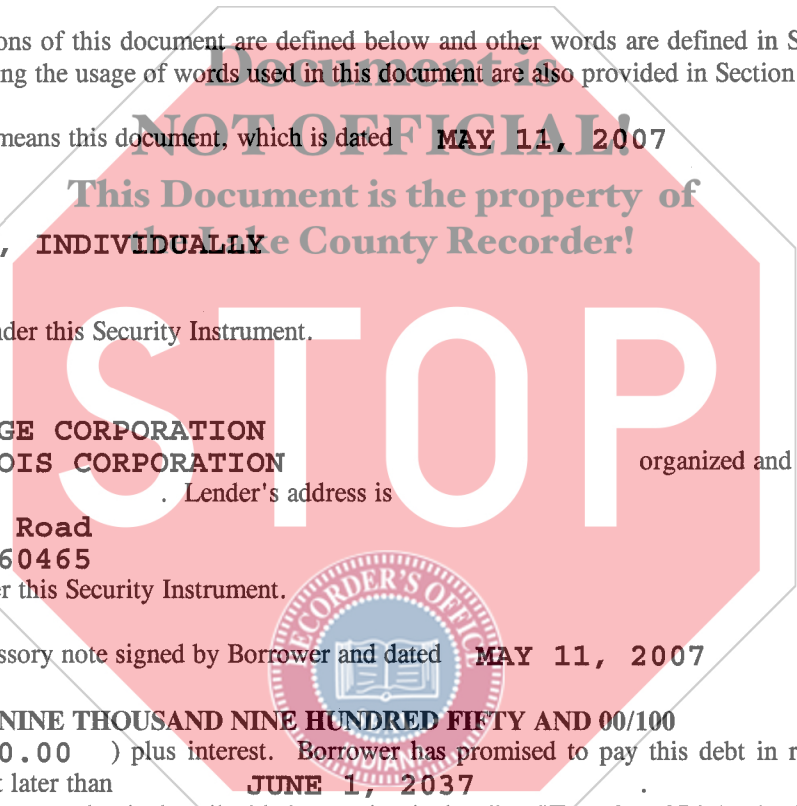 ons of this document are defined below and other words are defined in S
Document is
ng the usage of words used in this document are also provided in Section
means this document, which is dated MAY 11, 2007
NOT OFFICIAL!
This Document is the property of
, INDIVIDUALLY
the Lake County Recorder!
nder this Security Instrument.
STOP
GE CORPORATION
OIS CORPORATION organized and
. Lender's address is
Road
60465
r this Security Instrument.
RECORDER'S OFFICE
ssory note signed by Borrower and dated MAY 11, 2007
NINE THOUSAND NINE HUNDRED FIFTY AND 00/100
0.00 ) plus interest. Borrower has promised to pay this debt in r
t later than JUNE 1, 2037 .